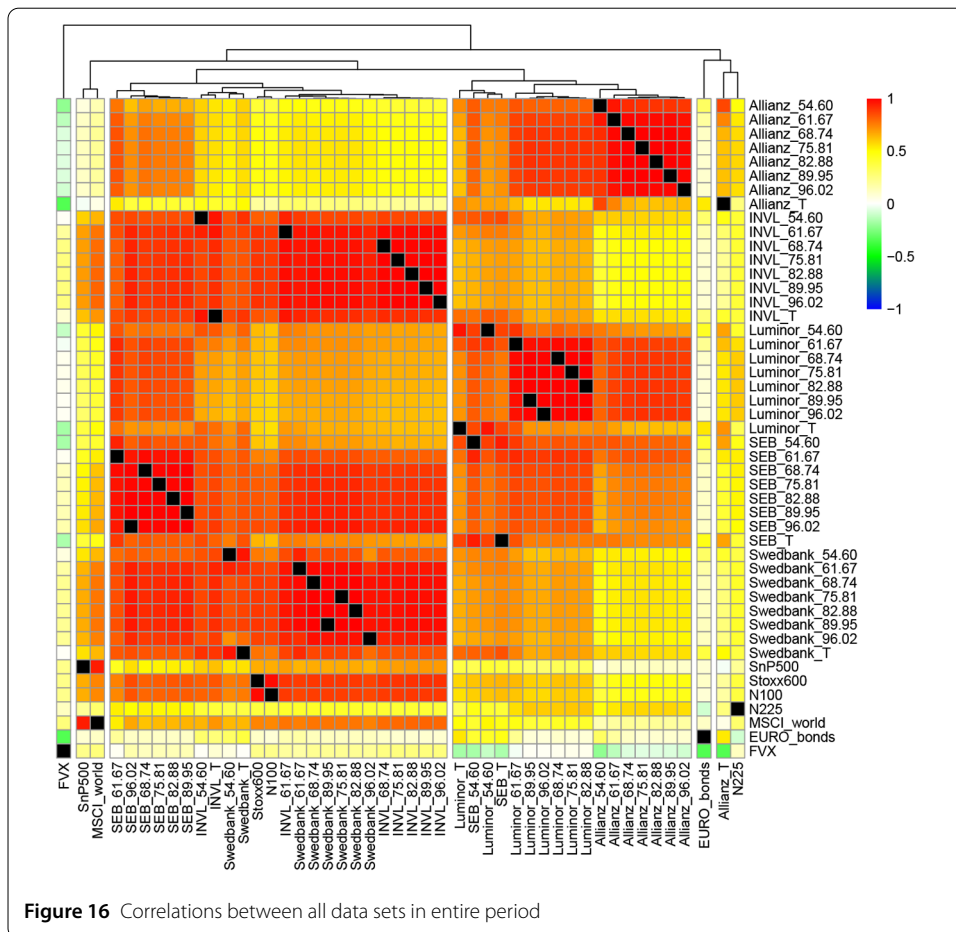 Allianz_54.60
Allianz_61.67
Allianz_68.74
Allianz_75.81
Allianz_82.88
Allianz_89.95
Allianz_96.02
Allianz_T
INVL_54.60
INVL_61.67
INVL_68.74
INVL_75.81
INVL_82.88
INVL_89.95
INVL_96.02
INVL_T
Luminor_54.60
Luminor_61.67
Luminor_68.74
Luminor_75.81
Luminor_82.88
Luminor_89.95
Luminor_96.02
Luminor_T
SEB_54.60
SEB_61.67
SEB_68.74
SEB_75.81
SEB_82.88
SEB_89.95
SEB_96.02
SEB_T
Swedbank_54.60
Swedbank_61.67
Swedbank_68.74
Swedbank_75.81
Swedbank_82.88
Swedbank_89.95
Swedbank_96.02
Swedbank_T
SnP500
Stoxx600
N100
N225
MSCI_world
EURO_bonds
FVX
1
0.5
0
−0.5
−1
FVX
SnP500
MSCI_world
SEB_61.67
SEB_96.02
SEB_68.74
SEB_75.81
SEB_82.88
SEB_89.95
INVL_54.60
INVL_T
Swedbank_54.60
Swedbank_T
Stoxx600
N100
INVL_61.67
Swedbank_61.67
Swedbank_68.74
Swedbank_89.95
Swedbank_75.81
Swedbank_82.88
Swedbank_96.02
INVL_68.74
INVL_75.81
INVL_82.88
INVL_89.95
INVL_96.02
Luminor_T
SEB_54.60
Luminor_54.60
SEB_T
Luminor_61.67
Luminor_89.95
Luminor_96.02
Luminor_68.74
Luminor_75.81
Luminor_82.88
Allianz_54.60
Allianz_61.67
Allianz_68.74
Allianz_75.81
Allianz_82.88
Allianz_89.95
Allianz_96.02
EURO_bonds
Allianz_T
N225
Figure 16 Correlations between all data sets in entire period